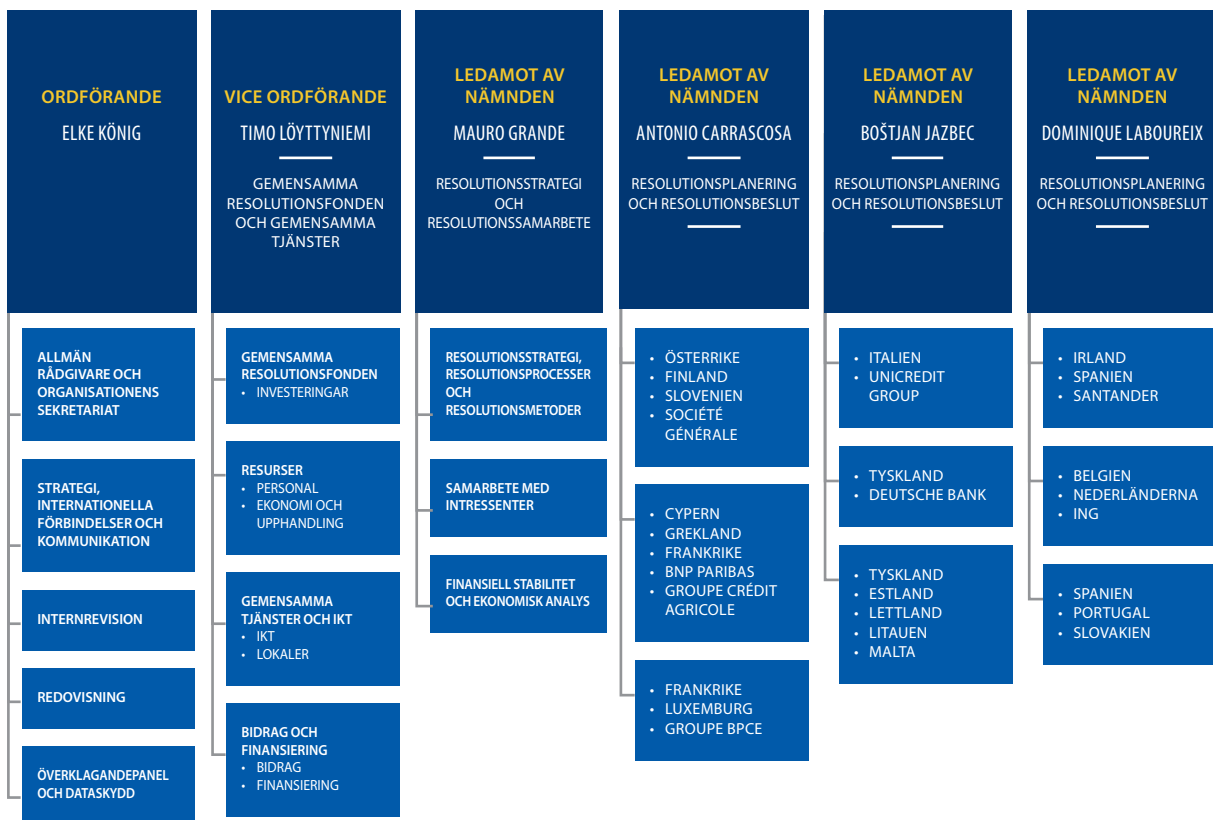 ORDFÖRANDE
ELKE KÖNIG
ALLMÄN
RÅDGIVARE OCH
ORGANISATIONENS
SEKRETARIAT
STRATEGI,
INTERNATIONELLA
FÖRBINDELSER OCH
KOMMUNIKATION
INTERNREVISION
REDOVISNING
ÖVERKLAGANDEPANEL
OCH DATASKYDD
VICE ORDFÖRANDE
TIMO LÖYTTYNIEMI
GEMENSAMMA
RESOLUTIONSFONDEN
OCH GEMENSAMMA
TJÄNSTER
GEMENSAMMA
RESOLUTIONSFONDEN
• INVESTERINGAR
RESURSER
• PERSONAL
• EKONOMI OCH
UPPHANDLING
GEMENSAMMA
TJÄNSTER OCH IKT
• IKT
• LOKALER
BIDRAG OCH
FINANSIERING
• BIDRAG
• FINANSIERING
LEDAMOT AV
NÄMNDEN
MAURO GRANDE
RESOLUTIONSSTRATEGI
OCH
RESOLUTIONSSAMARBETE
RESOLUTIONSSTRATEGI,
RESOLUTIONSPROCESSER
OCH
RESOLUTIONSMETODER
SAMARBETE MED
INTRESSENTER
FINANSIELL STABILITET
OCH EKONOMISK ANALYS
LEDAMOT AV
NÄMNDEN
ANTONIO CARRASCOSA
RESOLUTIONSPLANERING
OCH RESOLUTIONSBESLUT
• ÖSTERRIKE
• FINLAND
• SLOVENIEN
• SOCIÉTÉ
GÉNÉRALE
• CYPERN
• GREKLAND
• FRANKRIKE
• BNP PARIBAS
• GROUPE CRÉDIT
AGRICOLE
• FRANKRIKE
• LUXEMBURG
• GROUPE BPCE
LEDAMOT AV
NÄMNDEN
BOŠTJAN JAZBEC
RESOLUTIONSPLANERING
OCH RESOLUTIONSBESLUT
• ITALIEN
• UNICREDIT
GROUP
• TYSKLAND
• DEUTSCHE BANK
• TYSKLAND
• ESTLAND
• LETTLAND
• LITAUEN
• MALTA
LEDAMOT AV
NÄMNDEN
DOMINIQUE LABOUREIX
RESOLUTIONSPLANERING
OCH RESOLUTIONSBESLUT
• IRLAND
• SPANIEN
• SANTANDER
• BELGIEN
• NEDERLÄNDERNA
• ING
• SPANIEN
• PORTUGAL
• SLOVAKIEN